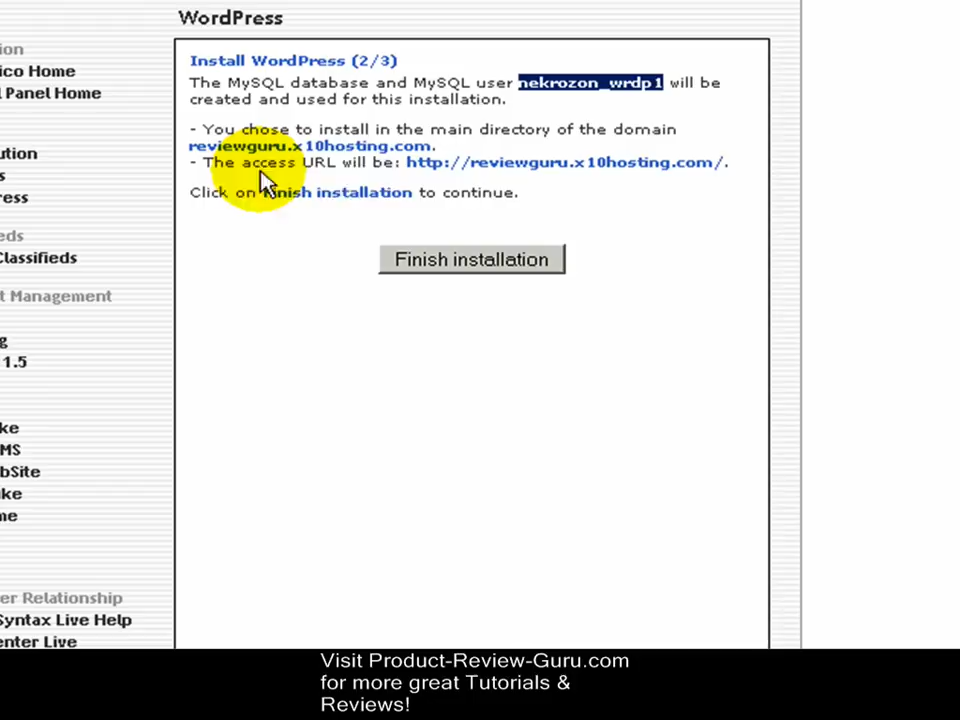 WordPress
ion
ico Home
l Panel Home
ution
s
ress
eds
Classifieds
t Management
g
1.5
ke
MS
bSite
ike
me
er Relationship
Syntax Live Help
enter Live
Install WordPress (2/3)
The MySQL database and MySQL user nekrozon_wrdp1 will be
created and used for this installation.
- You chose to install in the main directory of the domain
reviewguru.x10hosting.com.
- The access URL will be: http://reviewguru.x10hosting.com/.
Click on Finish installation to continue.
Finish installation
Visit Product-Review-Guru.com
for more great Tutorials &
Reviews!